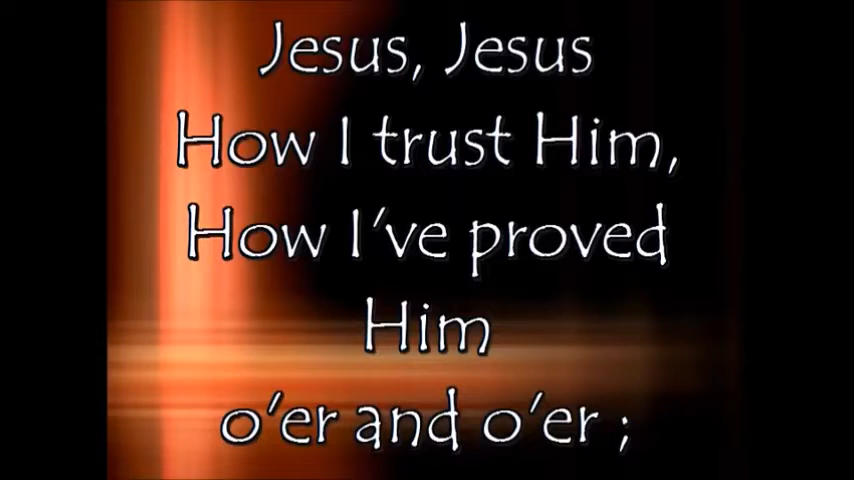 Jesus, Jesus
How I trust Him,
How I've proved
Him
o'er and o'er ;